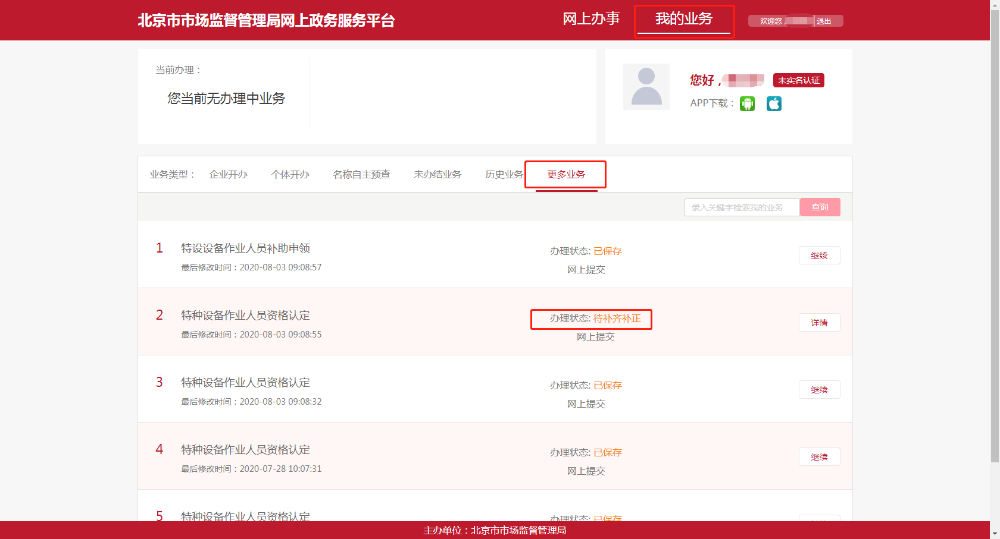 北京市市场监督管理局网上政务服务平台
网上办事
我的业务
欢迎您,
退出
当前办理：
您当前无办理中业务
您好，
未实名认证
APP下载：
业务类型： 企业开办 个体开办 名称自主预查 未办结业务 历史业务 更多业务
录入关键字检索我的业务 查询
1 特设设备作业人员补助申领
最后修改时间：2020-08-03 09:08:57
办理状态: 已保存
网上提交
继续
2 特种设备作业人员资格认定
最后修改时间：2020-08-03 09:08:55
办理状态: 待补齐补正
网上提交
详情
3 特种设备作业人员资格认定
最后修改时间：2020-08-03 09:08:32
办理状态: 已保存
网上提交
继续
4 特种设备作业人员资格认定
最后修改时间：2020-07-28 10:07:31
办理状态: 已保存
网上提交
继续
5 特种设备作业人员资格认定
办理状态: 已保存
主办单位：北京市市场监督管理局